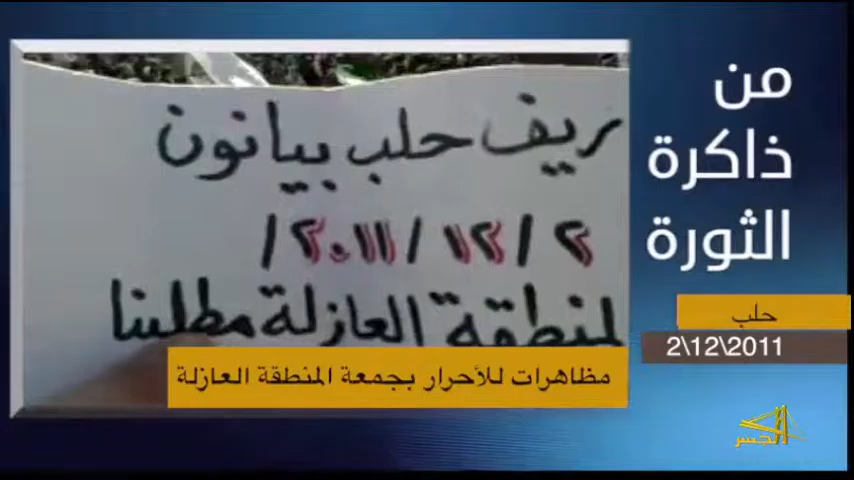 من
ذاكرة
الثورة
ريف حلب بيانون
٢/١٢/٢٠١١/
لمنطقة العازلة مطلبنا
حلب
2\12\2011
مظاهرات للأحرار بجمعة المنطقة العازلة
الجسر